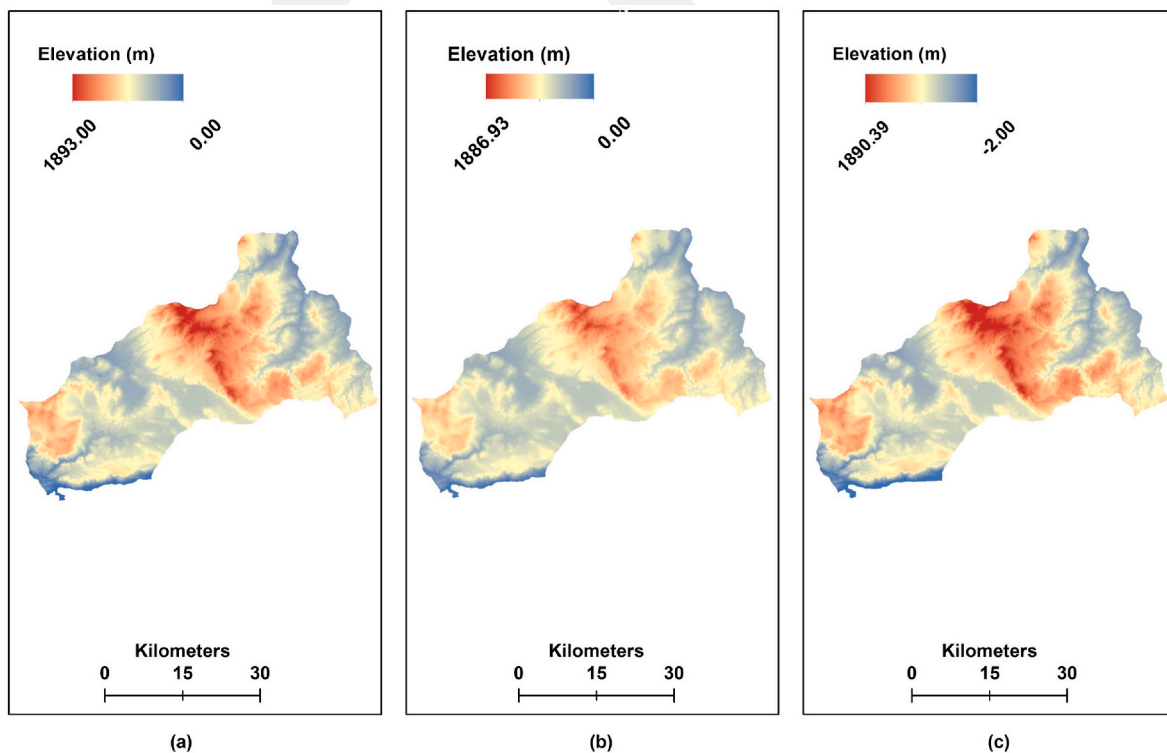 Elevation (m)
1893.00
0.00
Kilometers
0 15 30
(a)
Elevation (m)
1886.93
0.00
Kilometers
0 15 30
(b)
Elevation (m)
1890.39
-2.00
Kilometers
0 15 30
(c)